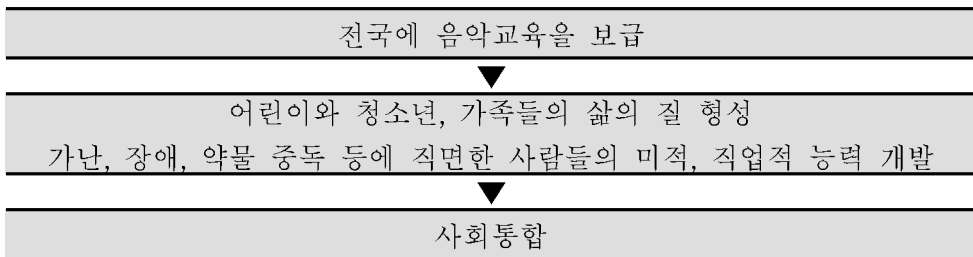 전국에 음악교육을 보급
어린이와 청소년, 가족들의 삶의 질 형성
가난, 장애, 약물 중독 등에 직면한 사람들의 미적, 직업적 능력 개발
사회통합